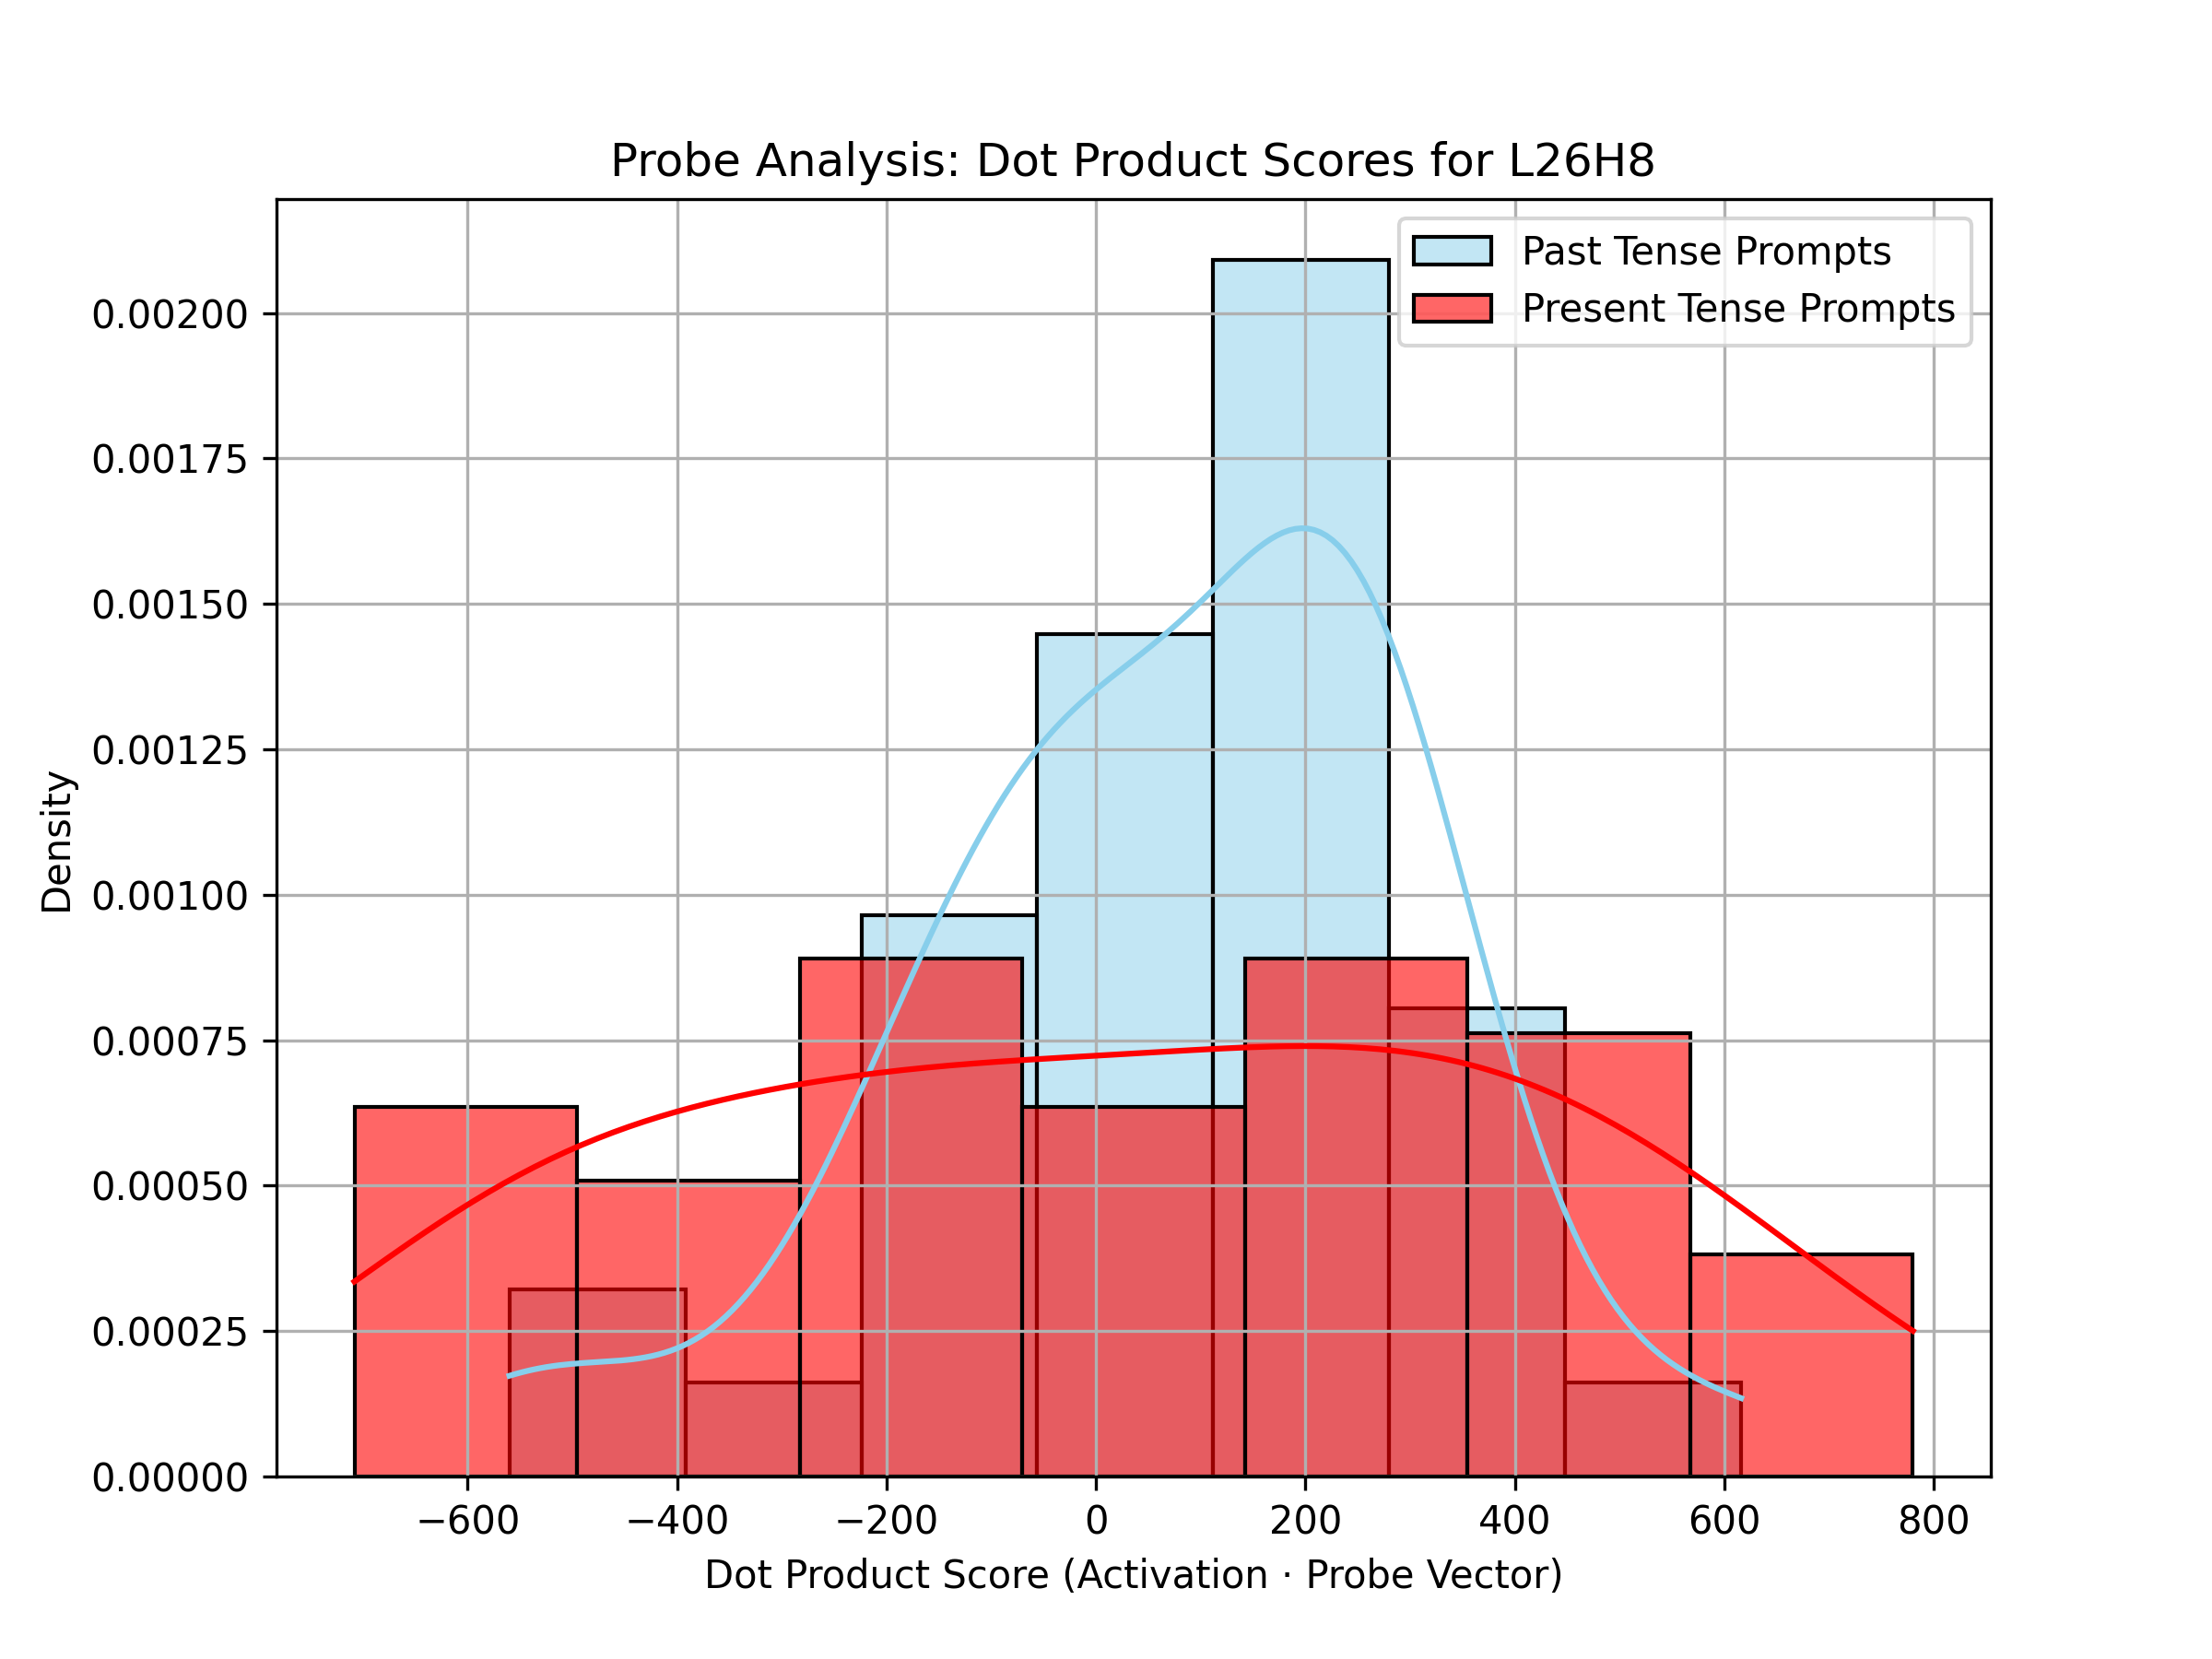 Probe Analysis: Dot Product Scores for L26H8
Past Tense Prompts
Present Tense Prompts
Density
0.00200
0.00175
0.00150
0.00125
0.00100
0.00075
0.00050
0.00025
0.00000
−600 −400 −200 0 200 400 600 800
Dot Product Score (Activation · Probe Vector)